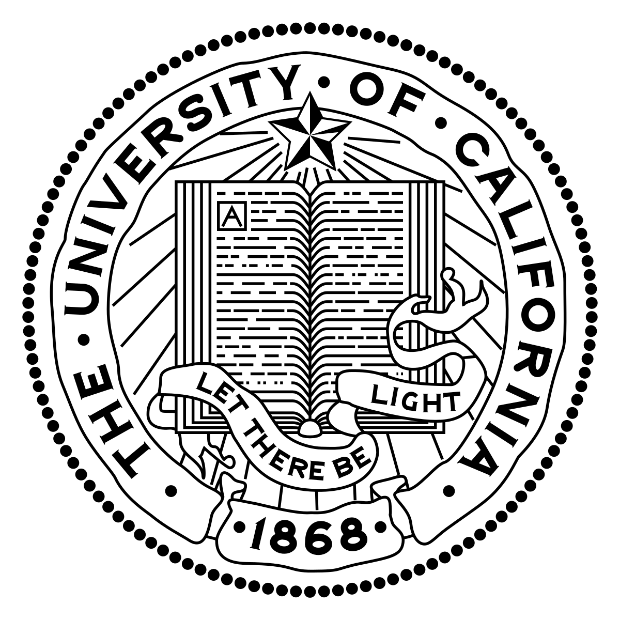 THE · UNIVERSITY · OF · CALIFORNIA
A
LET THERE BE
LIGHT
· 1868 ·